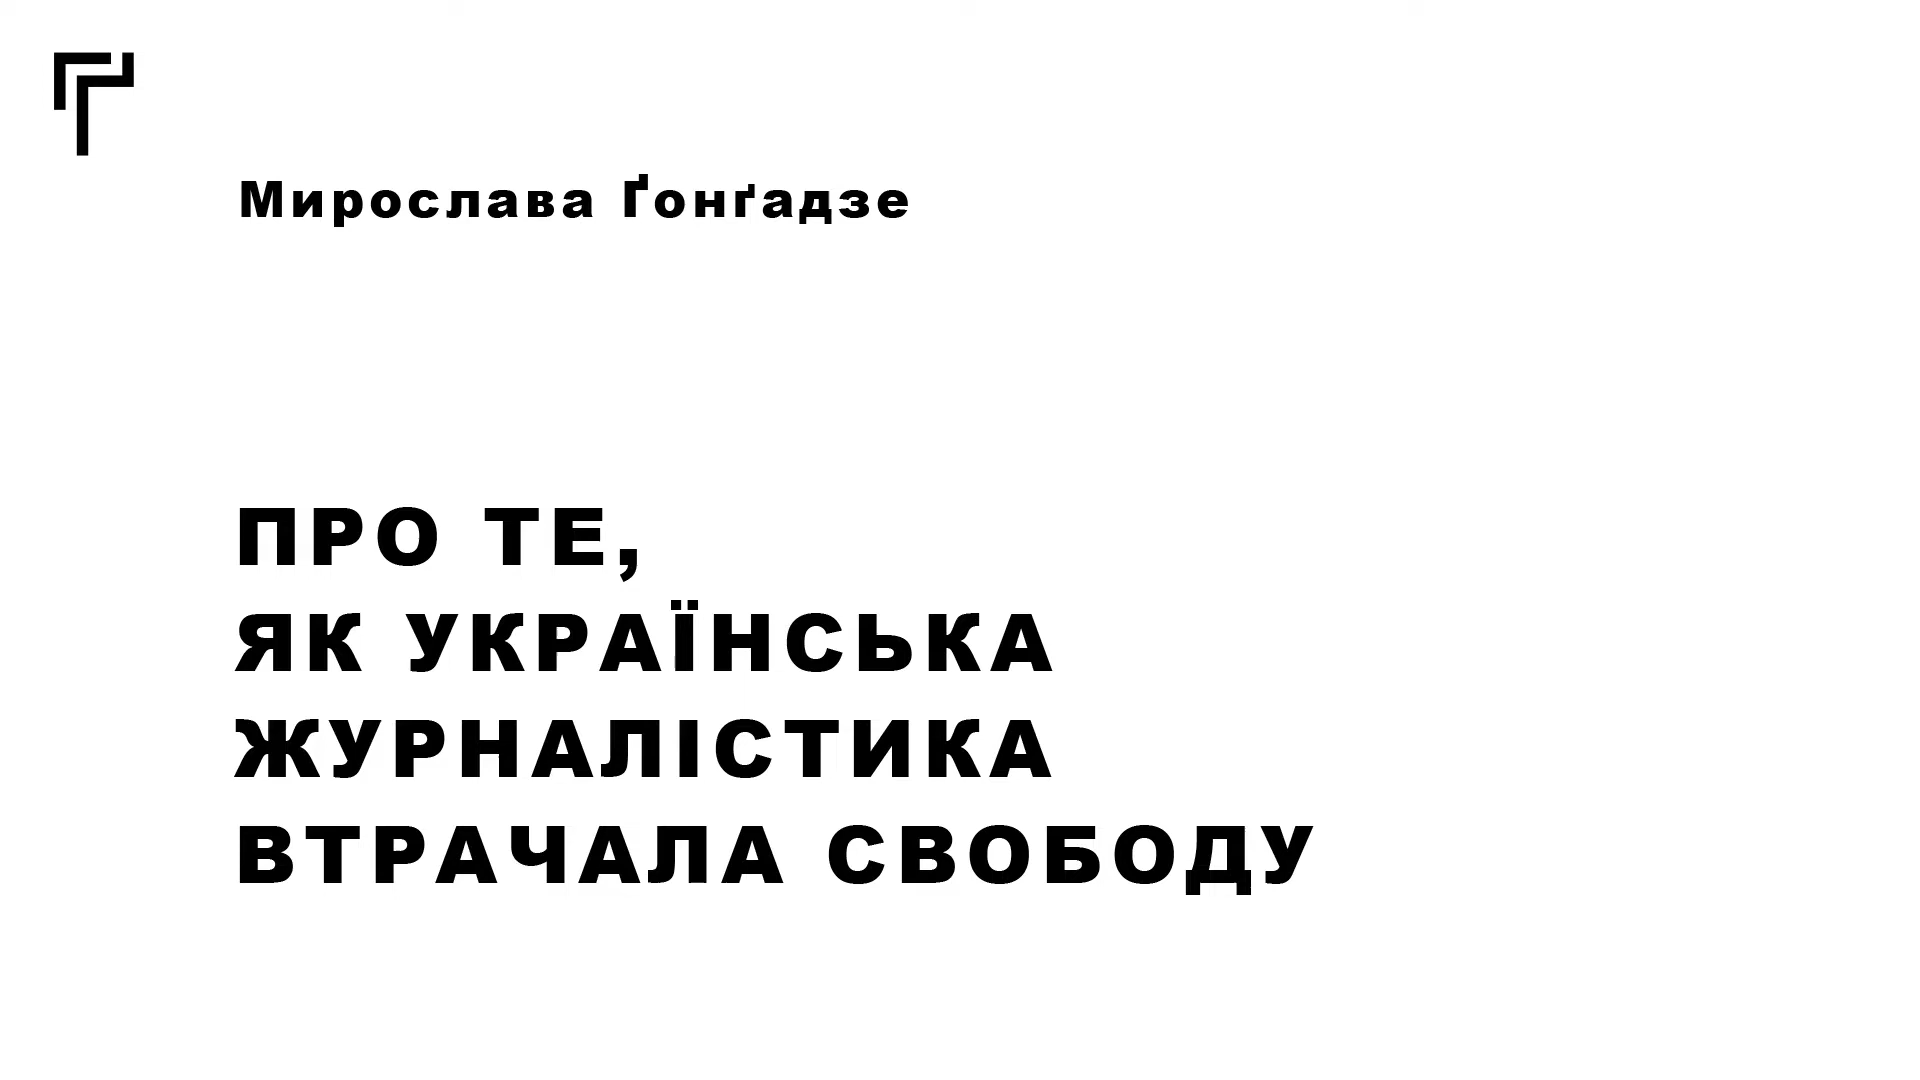 Мирослава Ґонґадзе
ПРО ТЕ,
ЯК УКРАЇНСЬКА
ЖУРНАЛІСТИКА
ВТРАЧАЛА СВОБОДУ